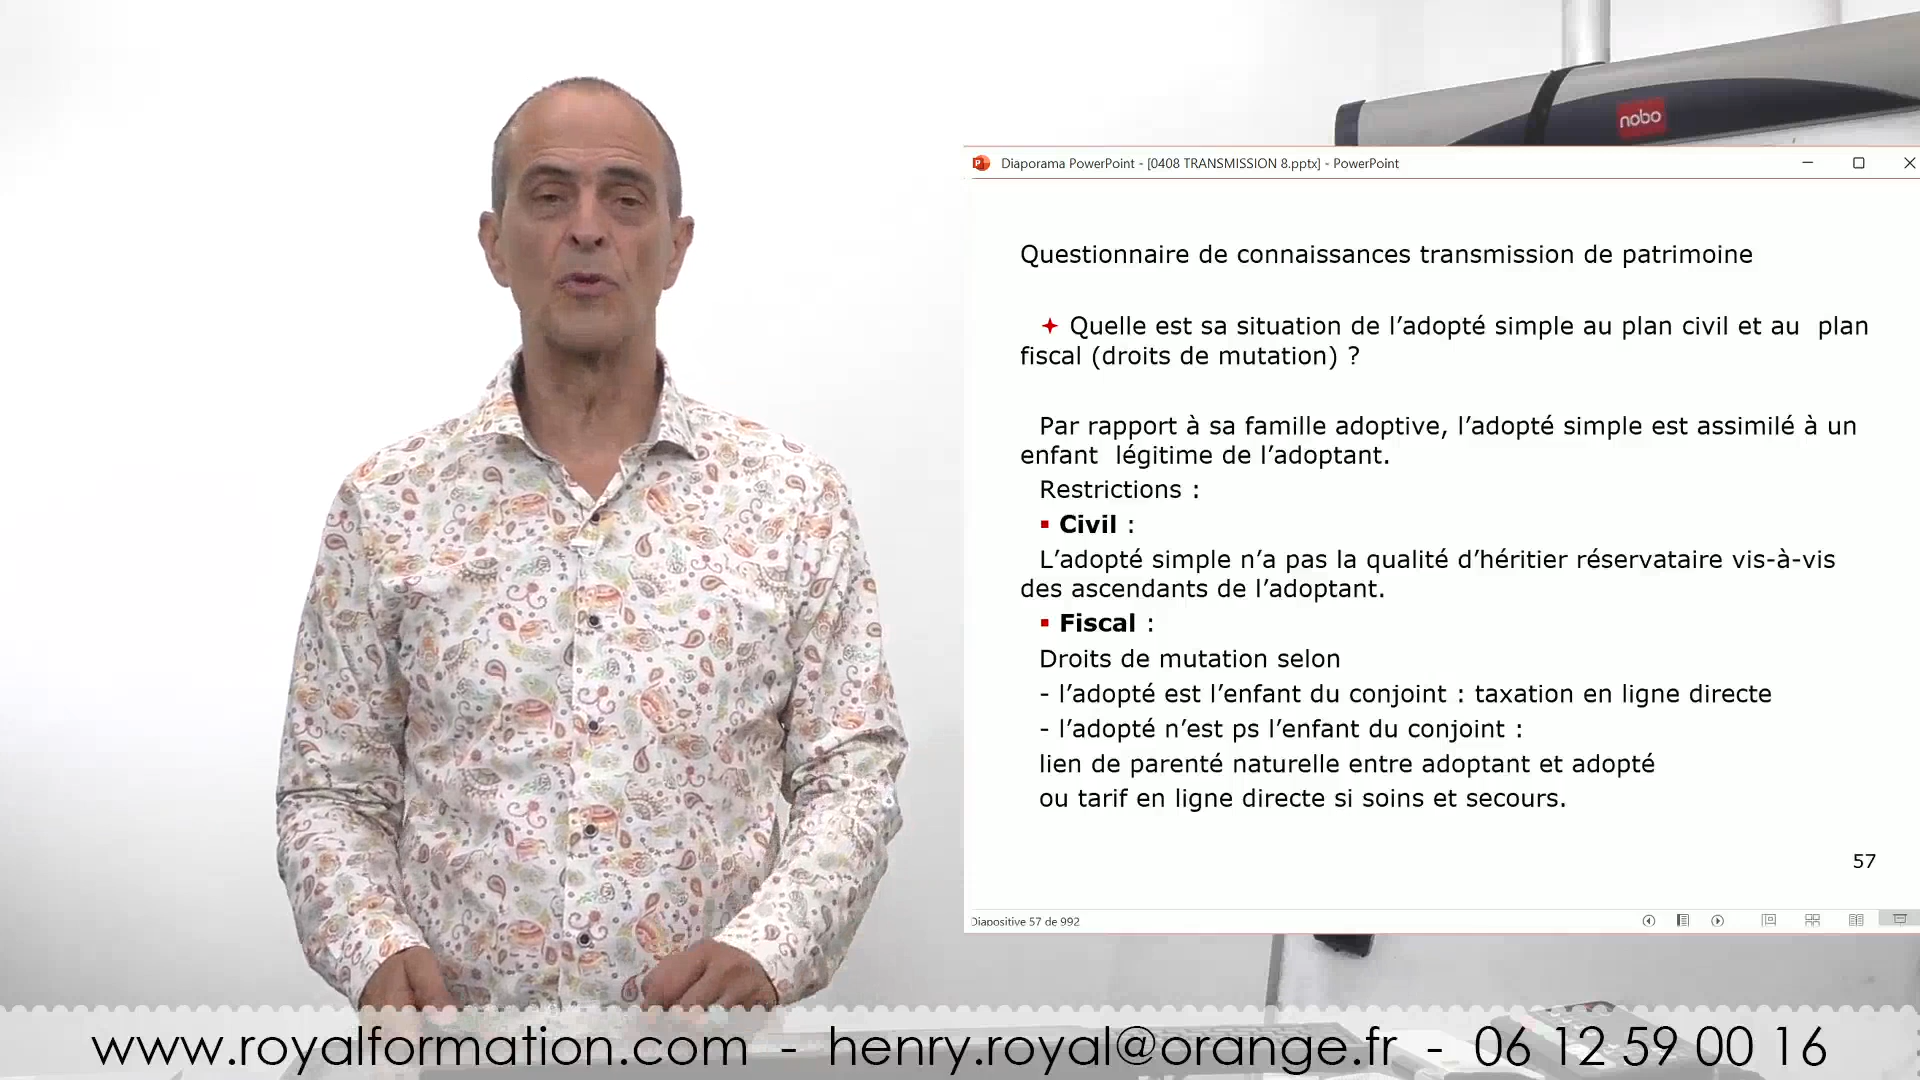 nobo
Diaporama PowerPoint - [0408 TRANSMISSION 8.pptx] - PowerPoint
Questionnaire de connaissances transmission de patrimoine
Quelle est sa situation de l’adopté simple au plan civil et au plan
fiscal (droits de mutation) ?
Par rapport à sa famille adoptive, l’adopté simple est assimilé à un
enfant légitime de l’adoptant.
Restrictions :
▪ Civil :
L’adopté simple n’a pas la qualité d’héritier réservataire vis-à-vis
des ascendants de l’adoptant.
▪ Fiscal :
Droits de mutation selon
- l’adopté est l’enfant du conjoint : taxation en ligne directe
- l’adopté n’est ps l’enfant du conjoint :
lien de parenté naturelle entre adoptant et adopté
ou tarif en ligne directe si soins et secours.
57
Diapositive 57 de 992
www.royalformation.com - henry.royal@orange.fr - 06 12 59 00 16